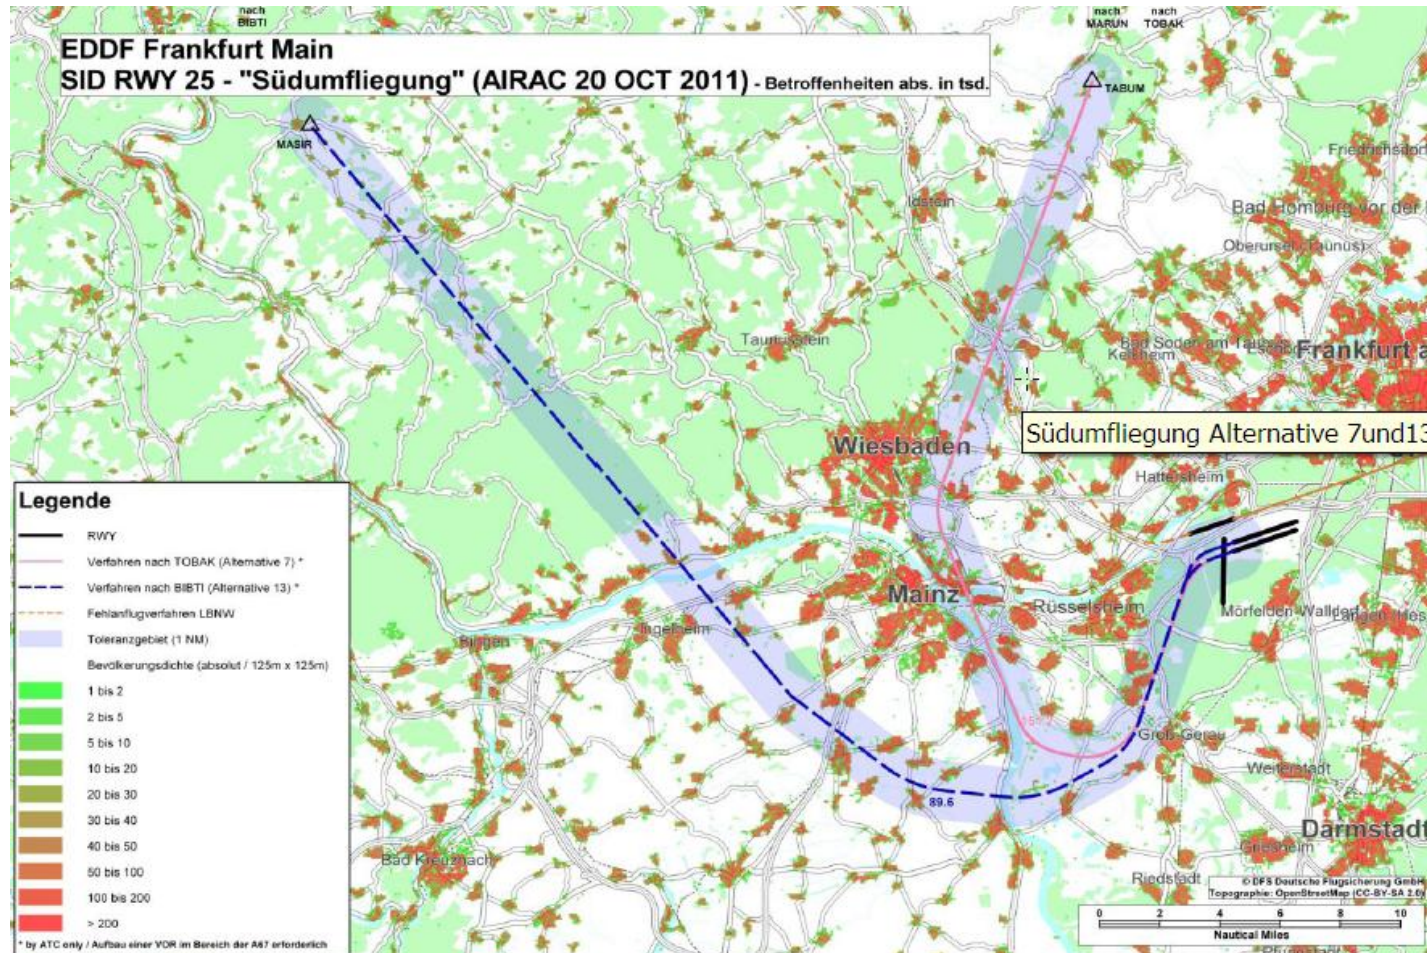 nach
BIBTI
nach
MARUN
nach
TOBAK
EDDF Frankfurt Main
SID RWY 25 - "Südumfliegung" (AIRAC 20 OCT 2011) - Betroffenheiten abs. in tsd.
TABUM
MASIR
Friedrichsdorf
Idstein
Bad Homburg vor der
Oberursel (Taunus)
Taunusstein
Bad Soden am Taunus
Kelkheim
Frankfurt a
Südumfliegung Alternative 7und13
Wiesbaden
Hattersheim
Mainz
Rüsselsheim
Mörfelden-Walldorf
Langen (Hes
Bingen
Ingelheim
Groß-Gerau
Weiterstadt
89.6
Darmstadt
Griesheim
Bad Kreuznach
Riedstadt
Legende
RWY
Verfahren nach TOBAK (Alternative 7) *
Verfahren nach BIBTI (Alternative 13) *
Fehlanflugverfahren LBNW
Toleranzgebiet (1 NM)
Bevölkerungsdichte (absolut / 125m x 125m)
1 bis 2
2 bis 5
5 bis 10
10 bis 20
20 bis 30
30 bis 40
40 bis 50
50 bis 100
100 bis 200
> 200
* by ATC only / Aufbau einer VOR im Bereich der A67 erforderlich
© DFS Deutsche Flugsicherung GmbH
Topographie: OpenStreetMap (CC-BY-SA 2.0)
0 2 4 6 8 10
Nautical Miles